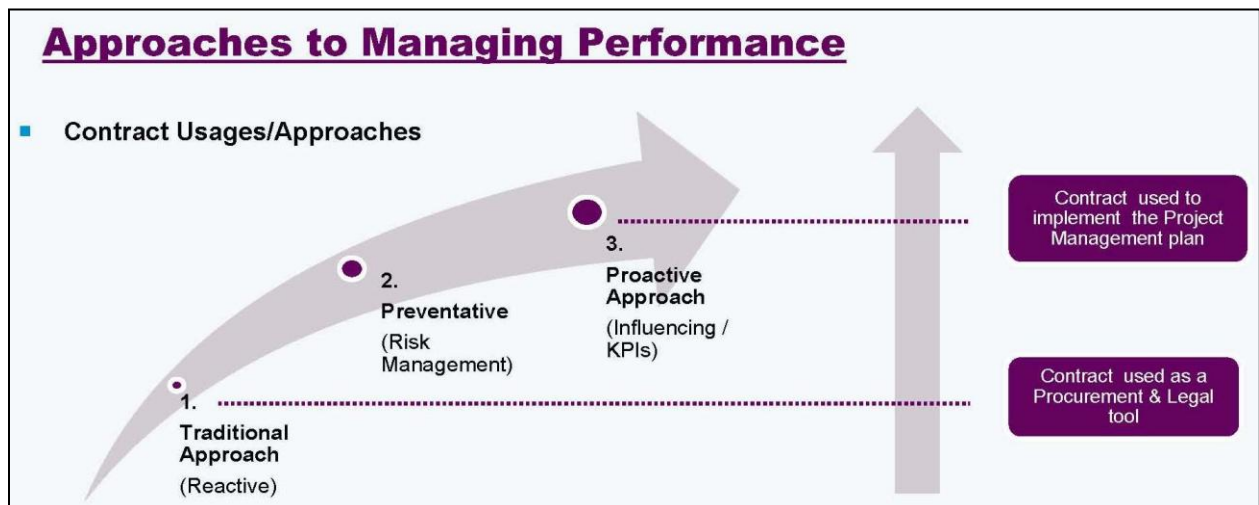 Approaches to Managing Performance
Contract Usages/Approaches
1.
Traditional
Approach
(Reactive)
2.
Preventative
(Risk
Management)
3.
Proactive
Approach
(Influencing /
KPIs)
Contract used to
implement the Project
Management plan
Contract used as a
Procurement & Legal
tool